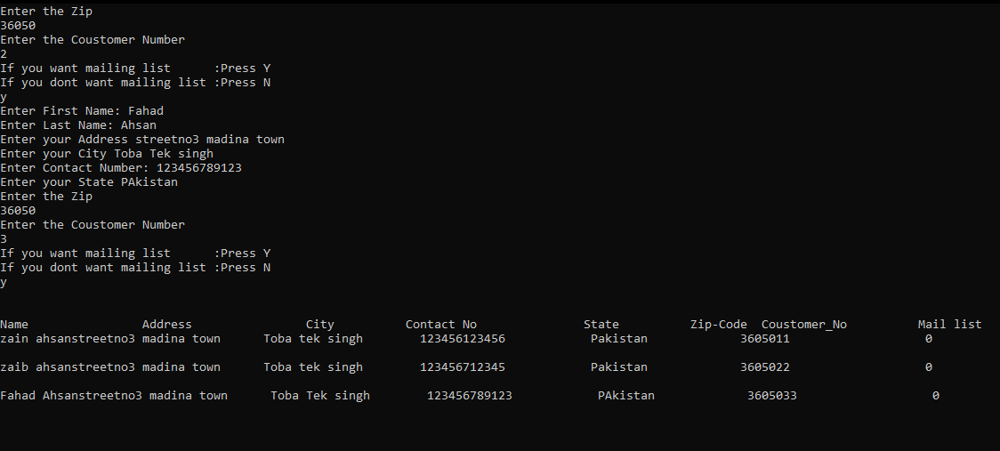 Enter the Zip
36050
Enter the Coustomer Number
2
If you want mailing list      :Press Y
If you dont want mailing list :Press N
y
Enter First Name: Fahad
Enter Last Name: Ahsan
Enter your Address streetno3 madina town
Enter your City Toba Tek singh
Enter Contact Number: 123456789123
Enter your State PAkistan
Enter the Zip
36050
Enter the Coustomer Number
3
If you want mailing list      :Press Y
If you dont want mailing list :Press N
y
Name                Address                City          Contact No               State          Zip-Code  Coustomer_No          Mail list
zain ahsanstreetno3 madina town      Toba tek singh        123456123456            Pakistan             3605011                   0
zaib ahsanstreetno3 madina town      Toba tek singh        123456712345            Pakistan             3605022                   0
Fahad Ahsanstreetno3 madina town      Toba Tek singh        123456789123            PAkistan             3605033                   0